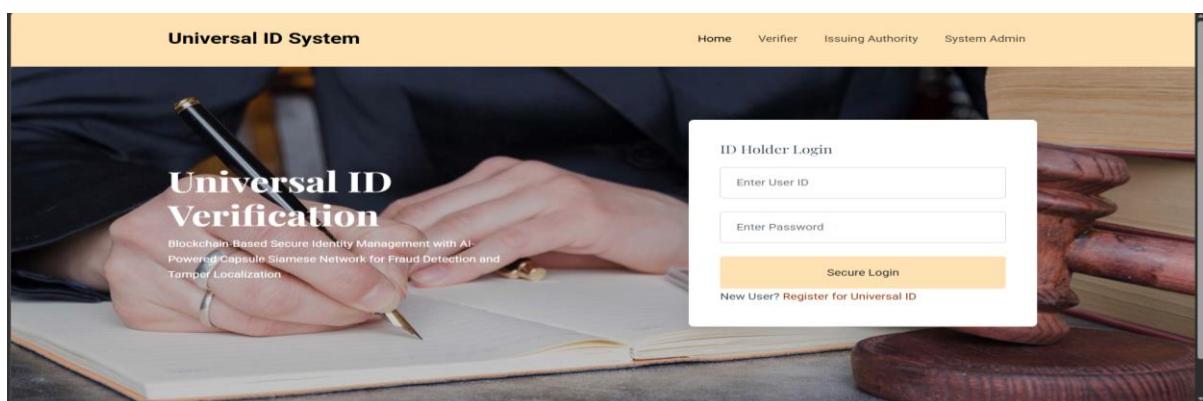 Universal ID System
Home Verifier Issuing Authority System Admin
Universal ID
Verification
Blockchain-Based Secure Identity Management with AI-
Powered Capsule Siamese Network for Fraud Detection and
Tamper Localization
ID Holder Login
Enter User ID
Enter Password
Secure Login
New User? Register for Universal ID